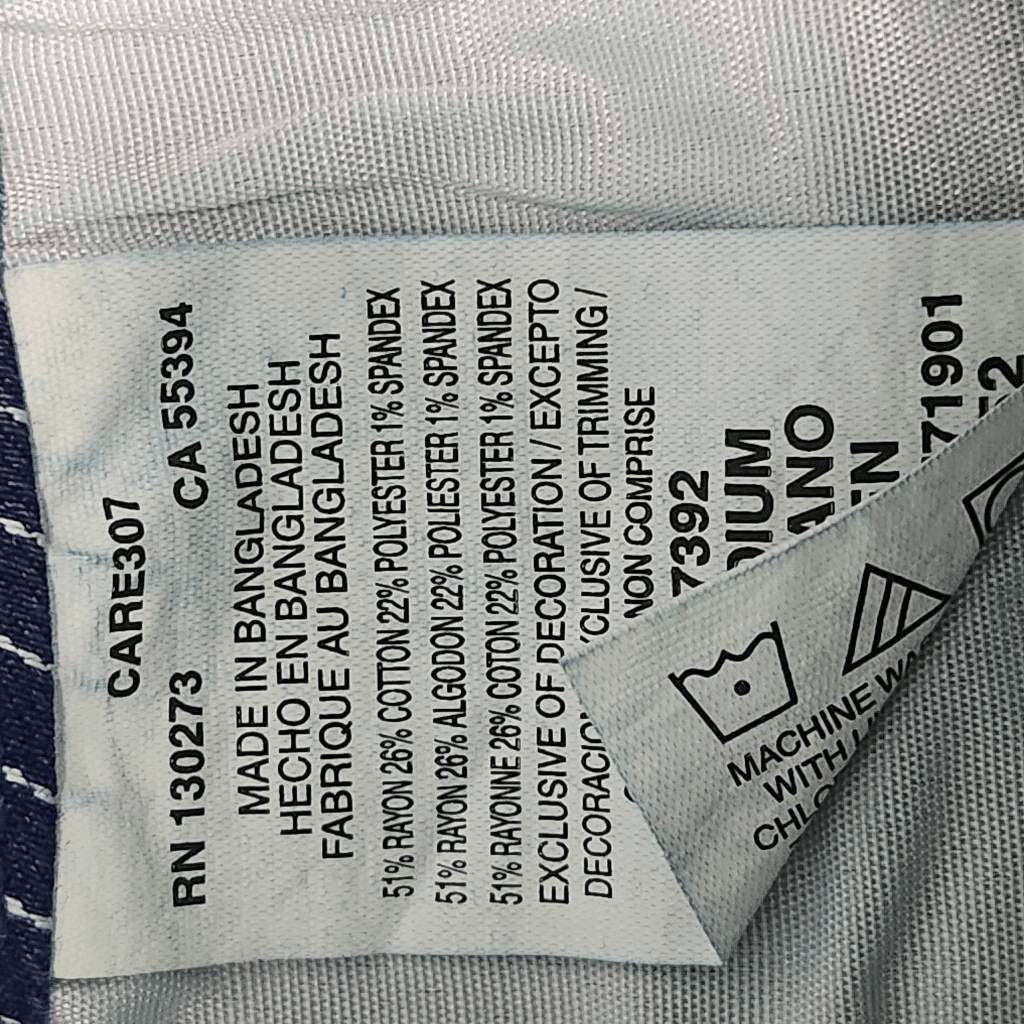 CARE307
RN 130273 CA 55394
MADE IN BANGLADESH
HECHO EN BANGLADESH
FABRIQUE AU BANGLADESH
51% RAYON 26% COTTON 22% POLYESTER 1% SPANDEX
51% RAYON 26% ALGODON 22% POLIESTER 1% SPANDEX
51% RAYONNE 26% COTON 22% POLYESTER 1% SPANDEX
EXCLUSIVE OF DECORATION / EXCEPTO
OF TRIMMING /
NON COMPRISE
7392
71901
MACHINE
WITH